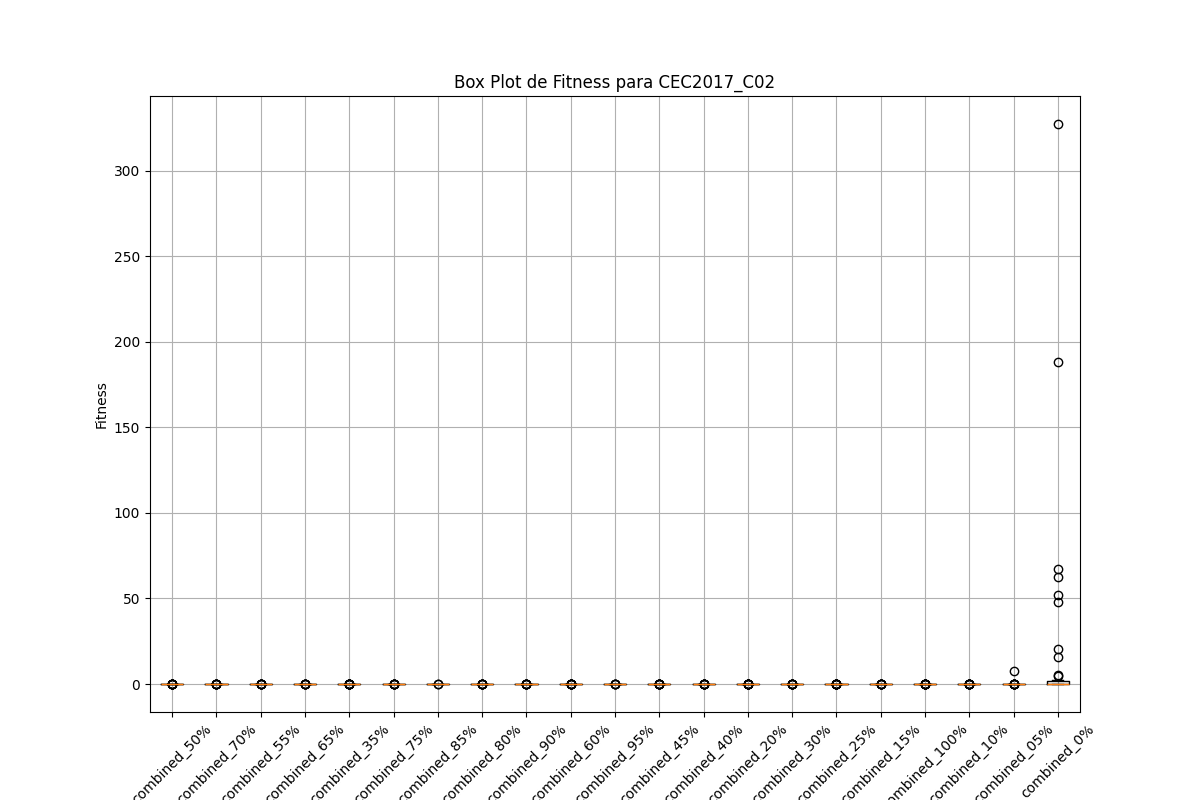 Box Plot de Fitness para CEC2017_C02
300
250
200
150
100
50
0
Fitness
combined_50%
combined_70%
combined_55%
combined_65%
combined_35%
combined_75%
combined_85%
combined_80%
combined_90%
combined_60%
combined_95%
combined_45%
combined_40%
combined_20%
combined_30%
combined_25%
combined_15%
ombined_100%
combined_10%
combined_05%
combined_0%